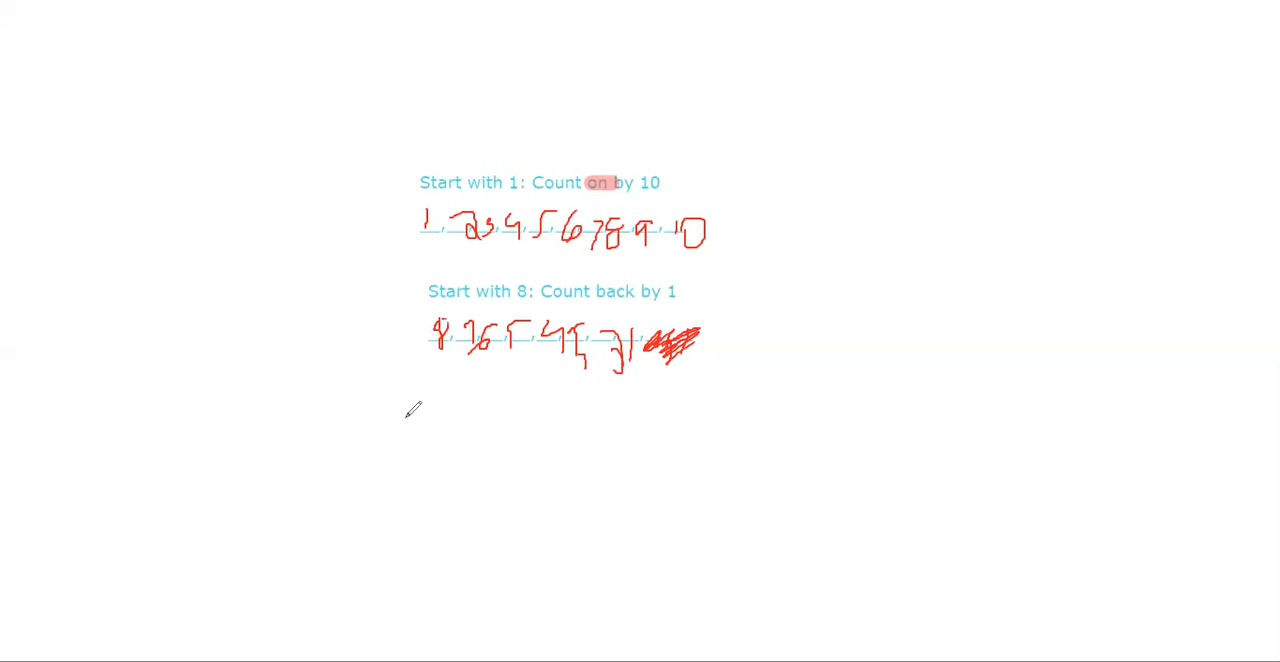 Start with 1: Count on by 10
1, 2, 3, 4, 5, 6, 7, 8, 9, 10
Start with 8: Count back by 1
8, 7, 6, 5, 4, 1